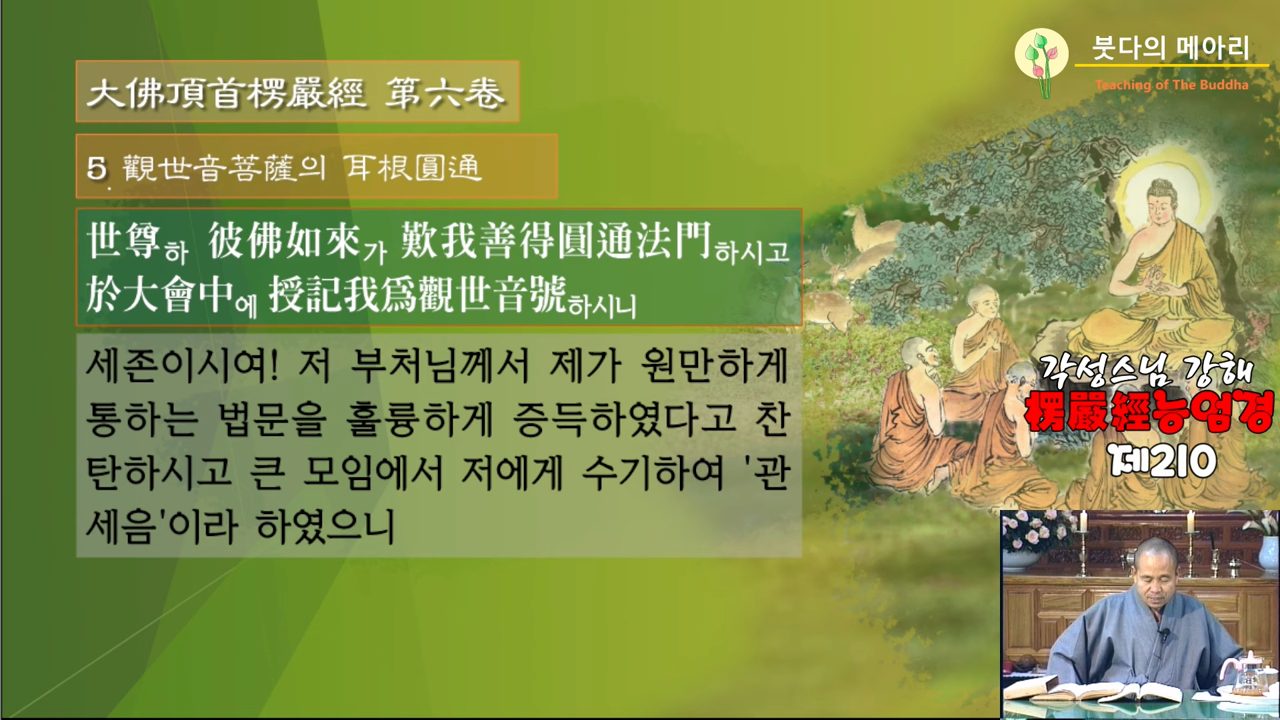 大佛頂首楞嚴經 第六卷
5. 觀世音菩薩의 耳根圓通
世尊하 彼佛如來가 歎我善得圓通法門하시고
於大會中에 授記我爲觀世音號하시니
세존이시여! 저 부처님께서 제가 원만하게
통하는 법문을 훌륭하게 증득하였다고 찬
탄하시고 큰 모임에서 저에게 수기하여 '관
세음'이라 하였으니
붓다의 메아리
Teaching of The Buddha
각성스님 강해
楞嚴經능엄경
제210